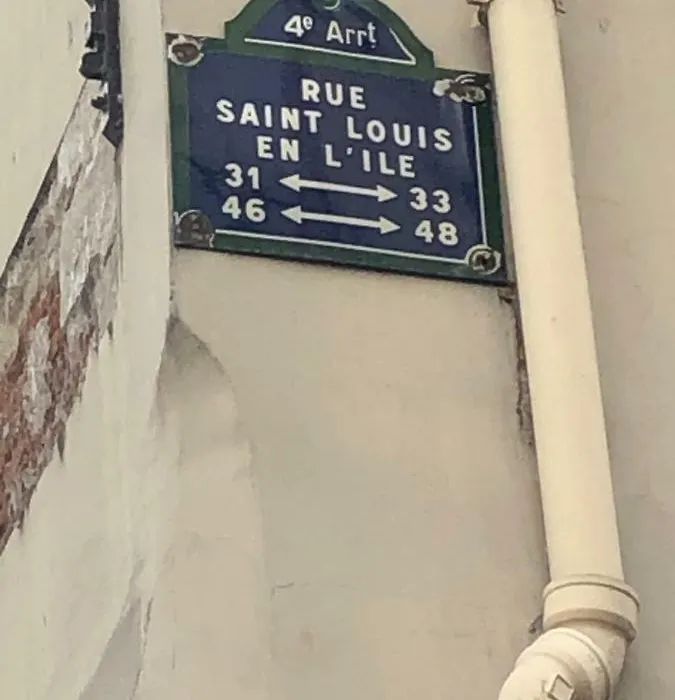 4e Arrt
RUE
SAINT LOUIS
EN L'ILE
31 ⟷ 33
46 ⟷ 48